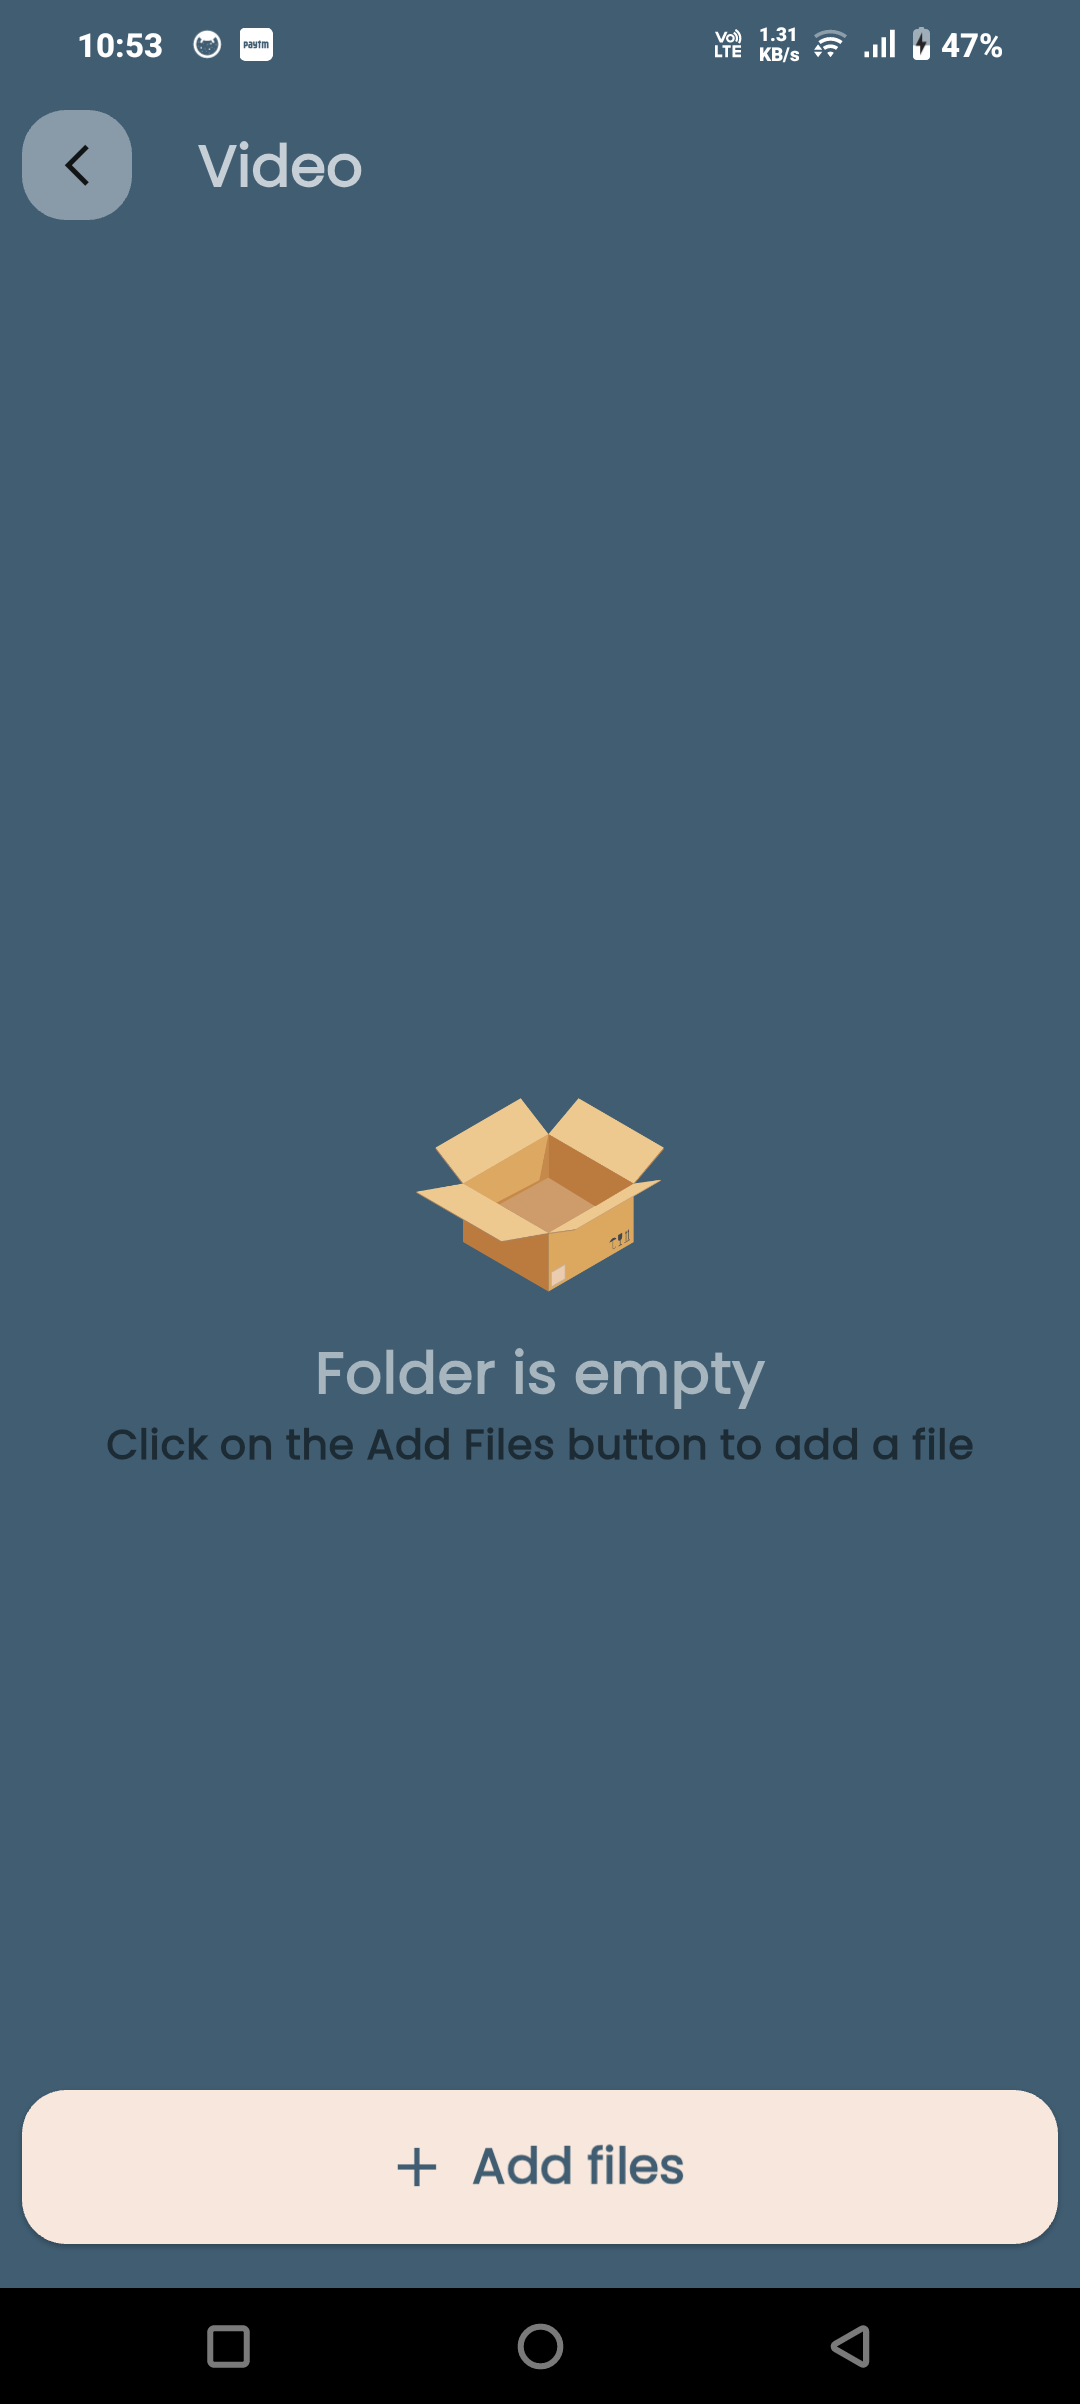 10:53
paytm
Vo LTE
1.31 KB/s
47%
Video
Folder is empty
Click on the Add Files button to add a file
+ Add files